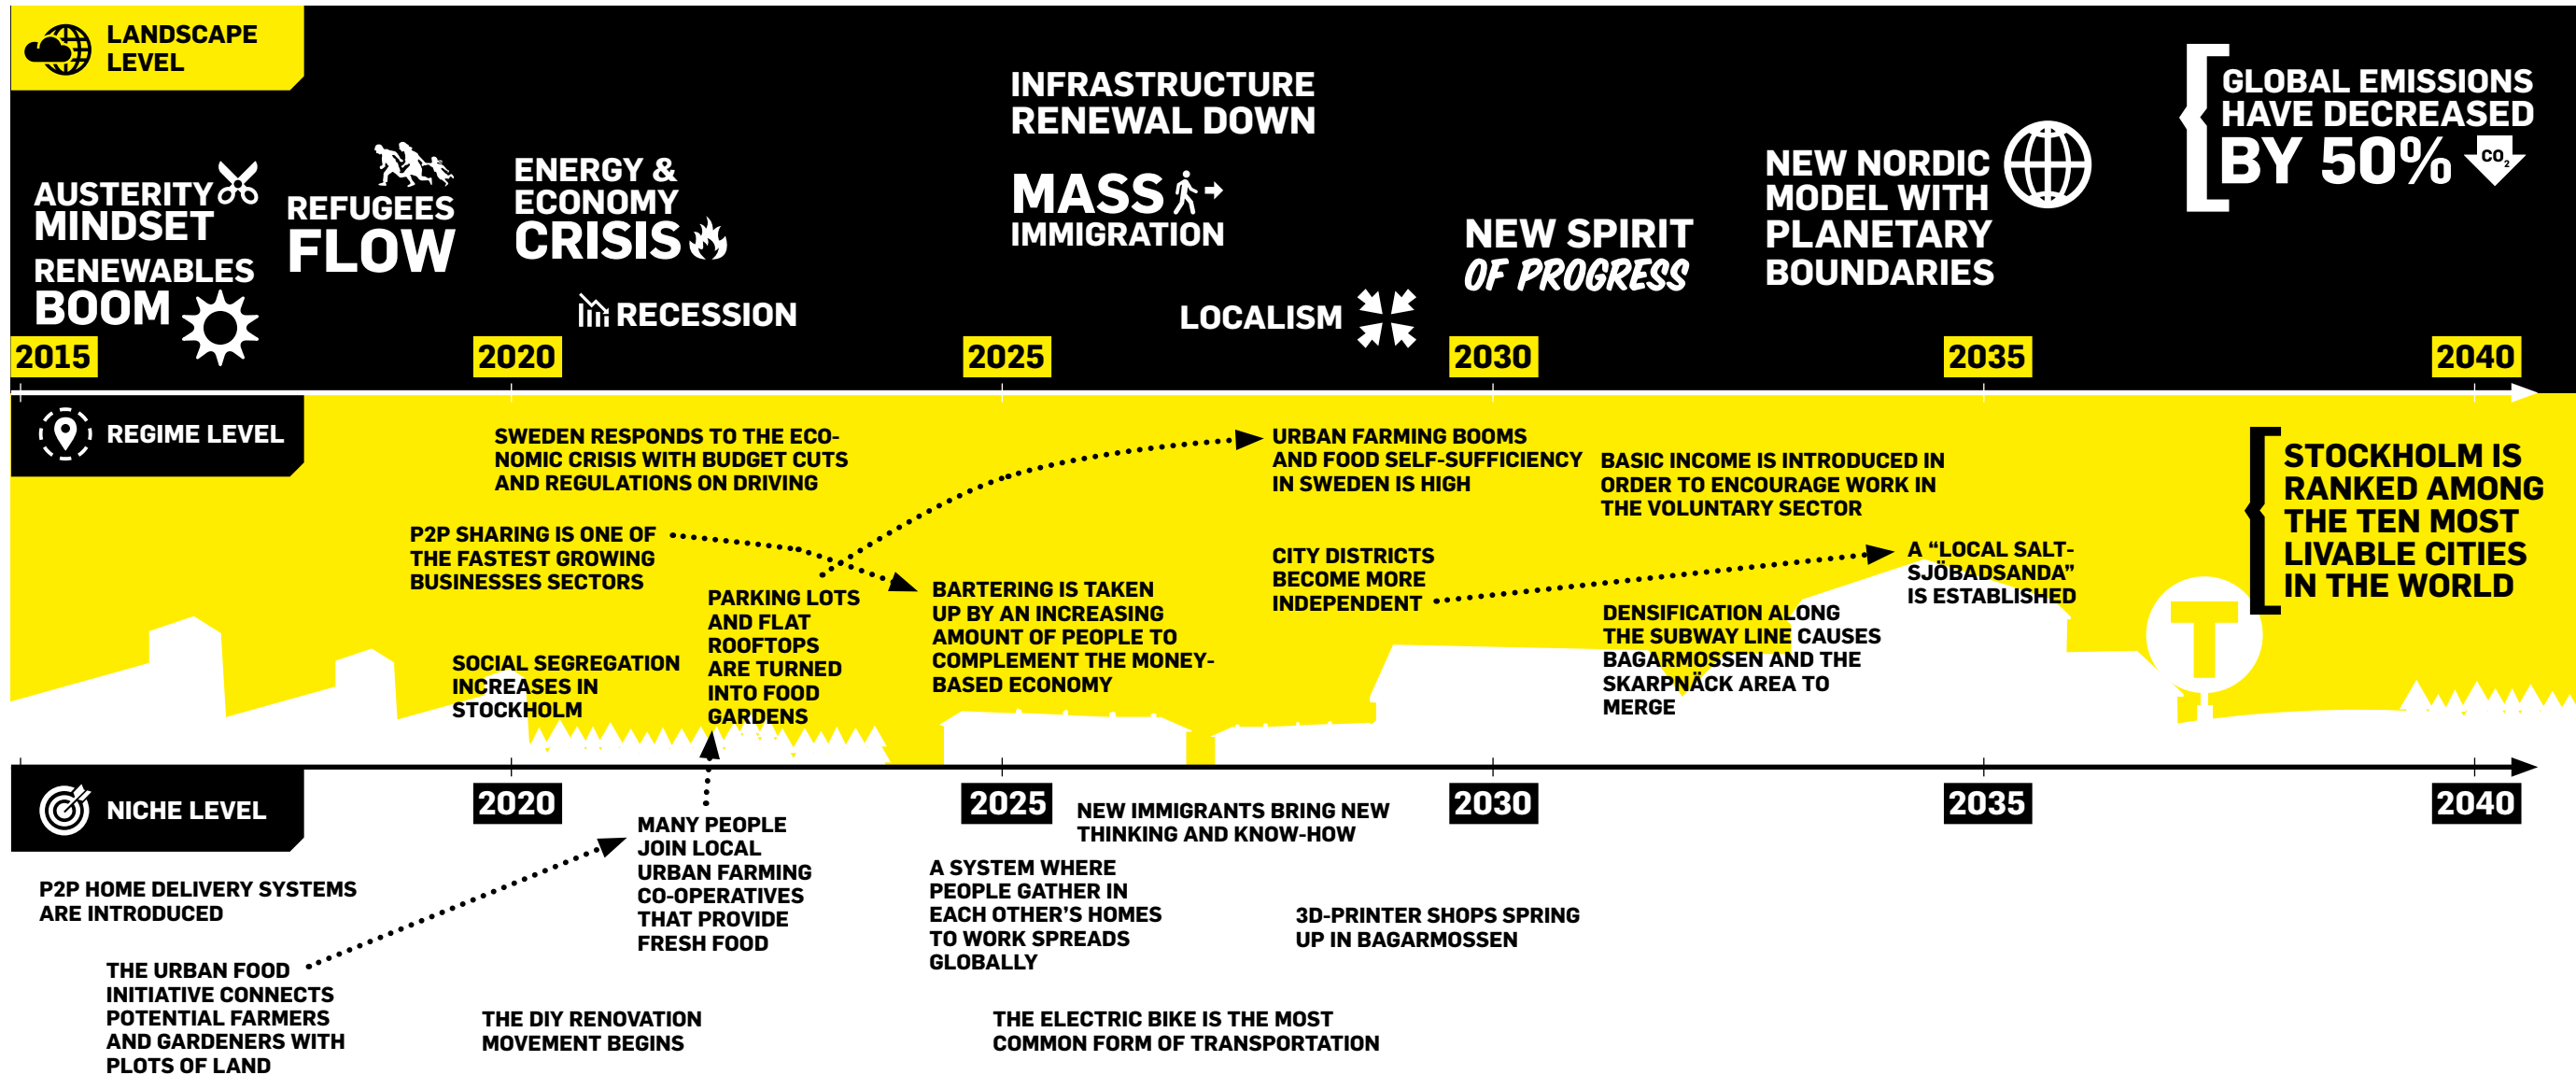 LANDSCAPE
LEVEL
AUSTERITY
MINDSET
RENEWABLES
BOOM
REFUGEES
FLOW
ENERGY &
ECONOMY
CRISIS
RECESSION
INFRASTRUCTURE
RENEWAL DOWN
MASS
IMMIGRATION
LOCALISM
NEW SPIRIT
OF PROGRESS
NEW NORDIC
MODEL WITH
PLANETARY
BOUNDARIES
GLOBAL EMISSIONS
HAVE DECREASED
BY 50%
CO2
2015
2020
2025
2030
2035
2040
REGIME LEVEL
SWEDEN RESPONDS TO THE ECO-
NOMIC CRISIS WITH BUDGET CUTS
AND REGULATIONS ON DRIVING
P2P SHARING IS ONE OF
THE FASTEST GROWING
BUSINESSES SECTORS
SOCIAL SEGREGATION
INCREASES IN
STOCKHOLM
PARKING LOTS
AND FLAT
ROOFTOPS
ARE TURNED
INTO FOOD
GARDENS
BARTERING IS TAKEN
UP BY AN INCREASING
AMOUNT OF PEOPLE TO
COMPLEMENT THE MONEY-
BASED ECONOMY
URBAN FARMING BOOMS
AND FOOD SELF-SUFFICIENCY
IN SWEDEN IS HIGH
CITY DISTRICTS
BECOME MORE
INDEPENDENT
BASIC INCOME IS INTRODUCED IN
ORDER TO ENCOURAGE WORK IN
THE VOLUNTARY SECTOR
DENSIFICATION ALONG
THE SUBWAY LINE CAUSES
BAGARMOSSEN AND THE
SKARPNÄCK AREA TO
MERGE
A “LOCAL SALT-
SJÖBADSANDA”
IS ESTABLISHED
T
STOCKHOLM IS
RANKED AMONG
THE TEN MOST
LIVABLE CITIES
IN THE WORLD
NICHE LEVEL
2020
2025
2030
2035
2040
P2P HOME DELIVERY SYSTEMS
ARE INTRODUCED
THE URBAN FOOD
INITIATIVE CONNECTS
POTENTIAL FARMERS
AND GARDENERS WITH
PLOTS OF LAND
MANY PEOPLE
JOIN LOCAL
URBAN FARMING
CO-OPERATIVES
THAT PROVIDE
FRESH FOOD
THE DIY RENOVATION
MOVEMENT BEGINS
NEW IMMIGRANTS BRING NEW
THINKING AND KNOW-HOW
A SYSTEM WHERE
PEOPLE GATHER IN
EACH OTHER’S HOMES
TO WORK SPREADS
GLOBALLY
3D-PRINTER SHOPS SPRING
UP IN BAGARMOSSEN
THE ELECTRIC BIKE IS THE MOST
COMMON FORM OF TRANSPORTATION